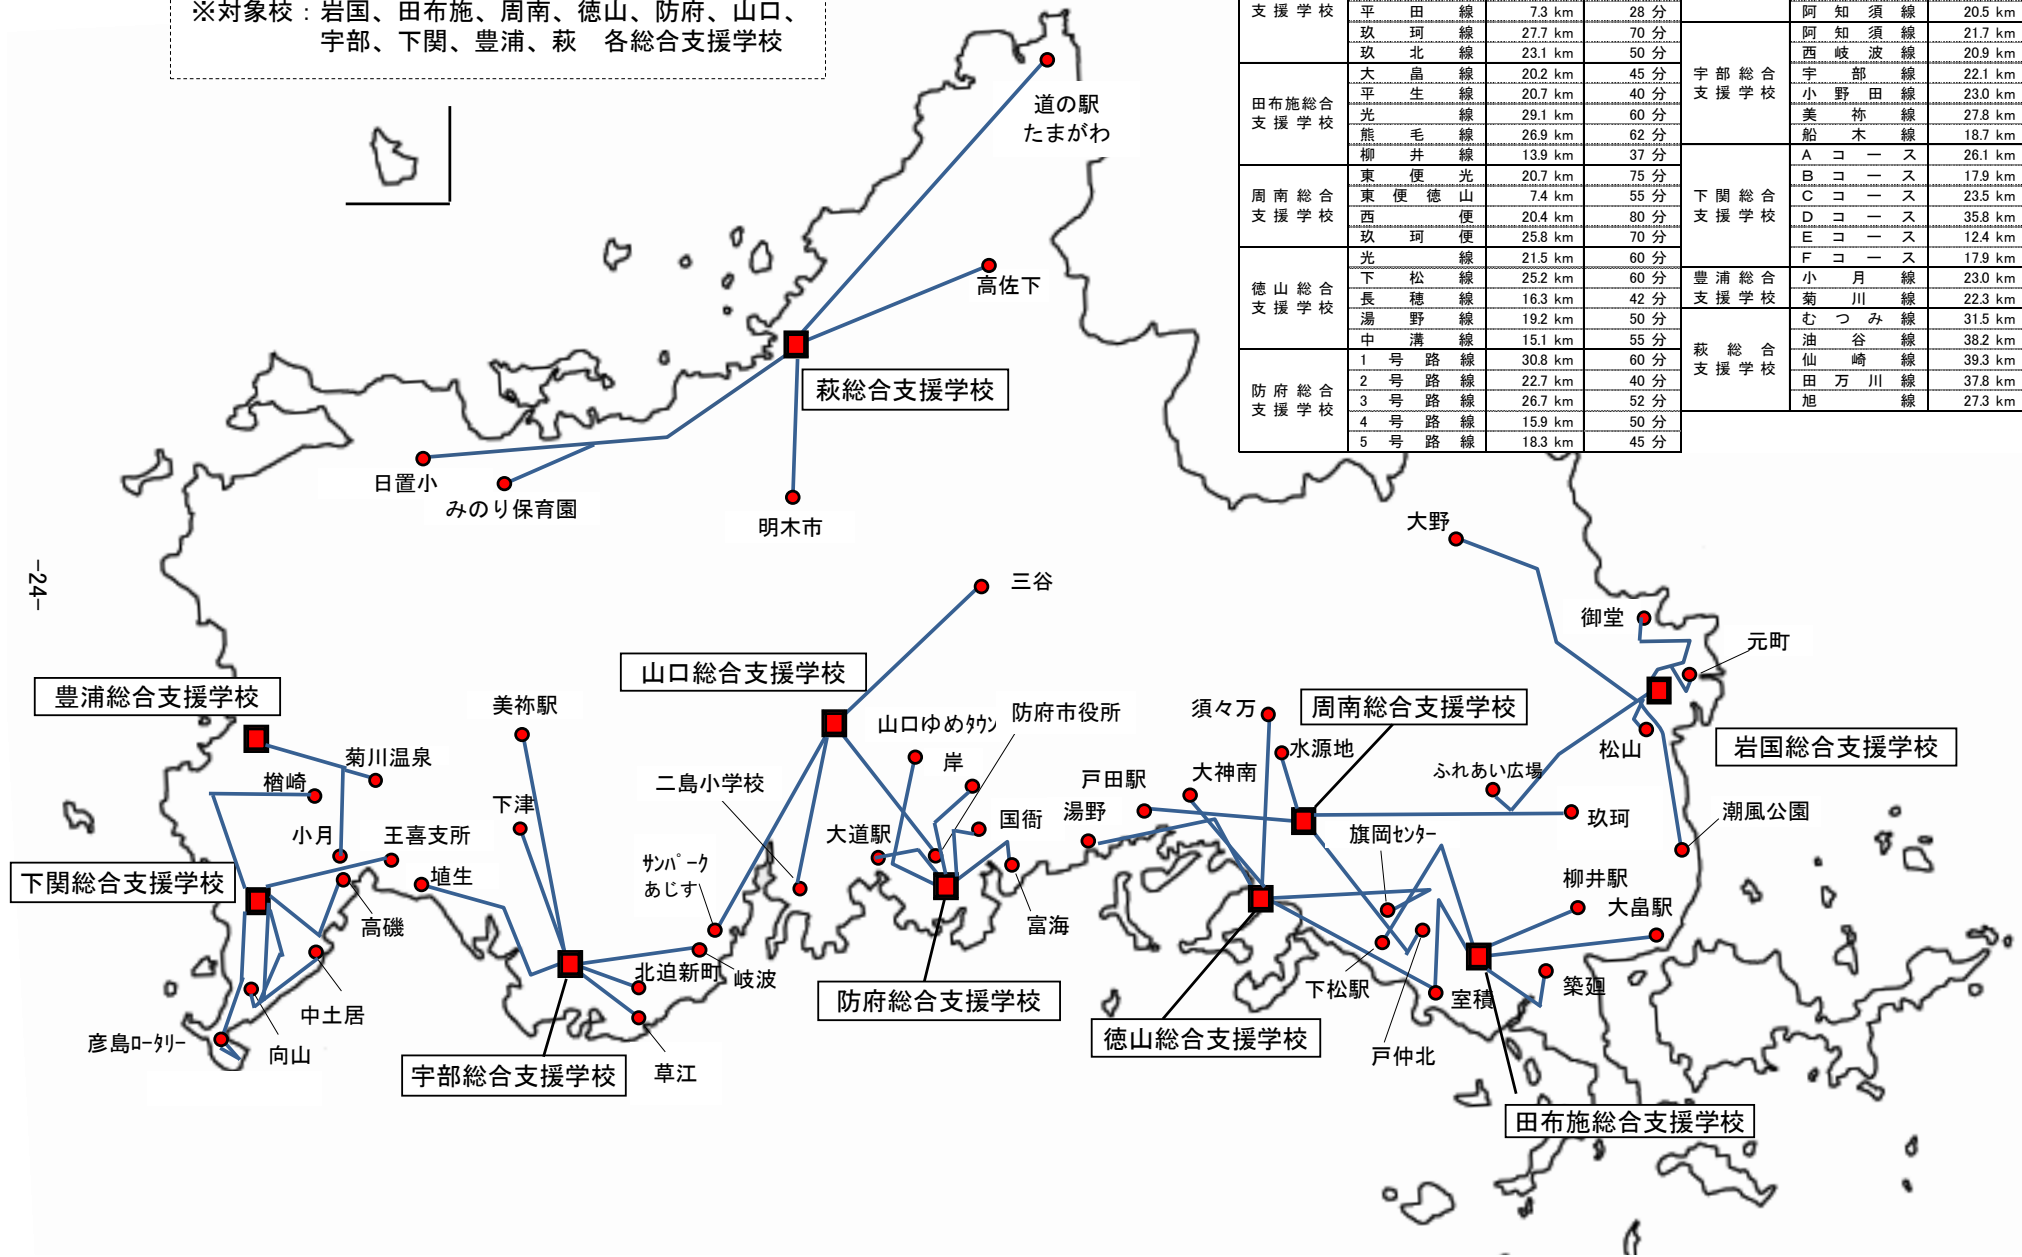 ※対象校：岩国、田布施、周南、徳山、防府、山口、
宇部、下関、豊浦、萩　各総合支援学校
支援学校
平田線 7.3 km 28 分
玖珂線 27.7 km 70 分
玖北線 23.1 km 50 分
田布施総合
支援学校
大畠線 20.2 km 45 分
平生線 20.7 km 40 分
光線 29.1 km 60 分
熊毛線 26.9 km 62 分
柳井線 13.9 km 37 分
周南総合
支援学校
東便光 20.7 km 75 分
東便徳山 7.4 km 55 分
西便 20.4 km 80 分
玖珂便 25.8 km 70 分
徳山総合
支援学校
光線 21.5 km 60 分
下松線 25.2 km 60 分
長穂線 16.3 km 42 分
湯野線 19.2 km 50 分
中溝線 15.1 km 55 分
防府総合
支援学校
1号路線 30.8 km 60 分
2号路線 22.7 km 40 分
3号路線 26.7 km 52 分
4号路線 15.9 km 50 分
5号路線 18.3 km 45 分
阿知須線 20.5 km
宇部総合
支援学校
阿知須線 21.7 km
西岐波線 20.9 km
宇部線 22.1 km
小野田線 23.0 km
美祢線 27.8 km
船木線 18.7 km
下関総合
支援学校
Aコース 26.1 km
Bコース 17.9 km
Cコース 23.5 km
Dコース 35.8 km
Eコース 12.4 km
Fコース 17.9 km
豊浦総合
支援学校
小月線 23.0 km
菊川線 22.3 km
萩総合
支援学校
むつみ線 31.5 km
油谷線 38.2 km
仙崎線 39.3 km
田万川線 37.8 km
旭線 27.3 km
道の駅
たまがわ
高佐下
萩総合支援学校
日置小
みのり保育園
明木市
大野
-24-
三谷
御堂
元町
山口総合支援学校
豊浦総合支援学校
美祢駅
山口ゆめﾀｳﾝ
防府市役所
須々万
周南総合支援学校
水源地
松山
岩国総合支援学校
菊川温泉
楢崎
二島小学校
岸
戸田駅
大神南
ふれあい広場
下津
小月
王喜支所
大道駅
国衙
湯野
旗岡ｾﾝﾀｰ
玖珂
潮風公園
下関総合支援学校
埴生
ｻﾝﾊﾟｰｸ
あじす
柳井駅
大畠駅
高磯
富海
北迫新町
岐波
下松駅
室積
築廻
中土居
防府総合支援学校
彦島ﾛｰﾀﾘｰ
向山
徳山総合支援学校
戸仲北
宇部総合支援学校
草江
田布施総合支援学校